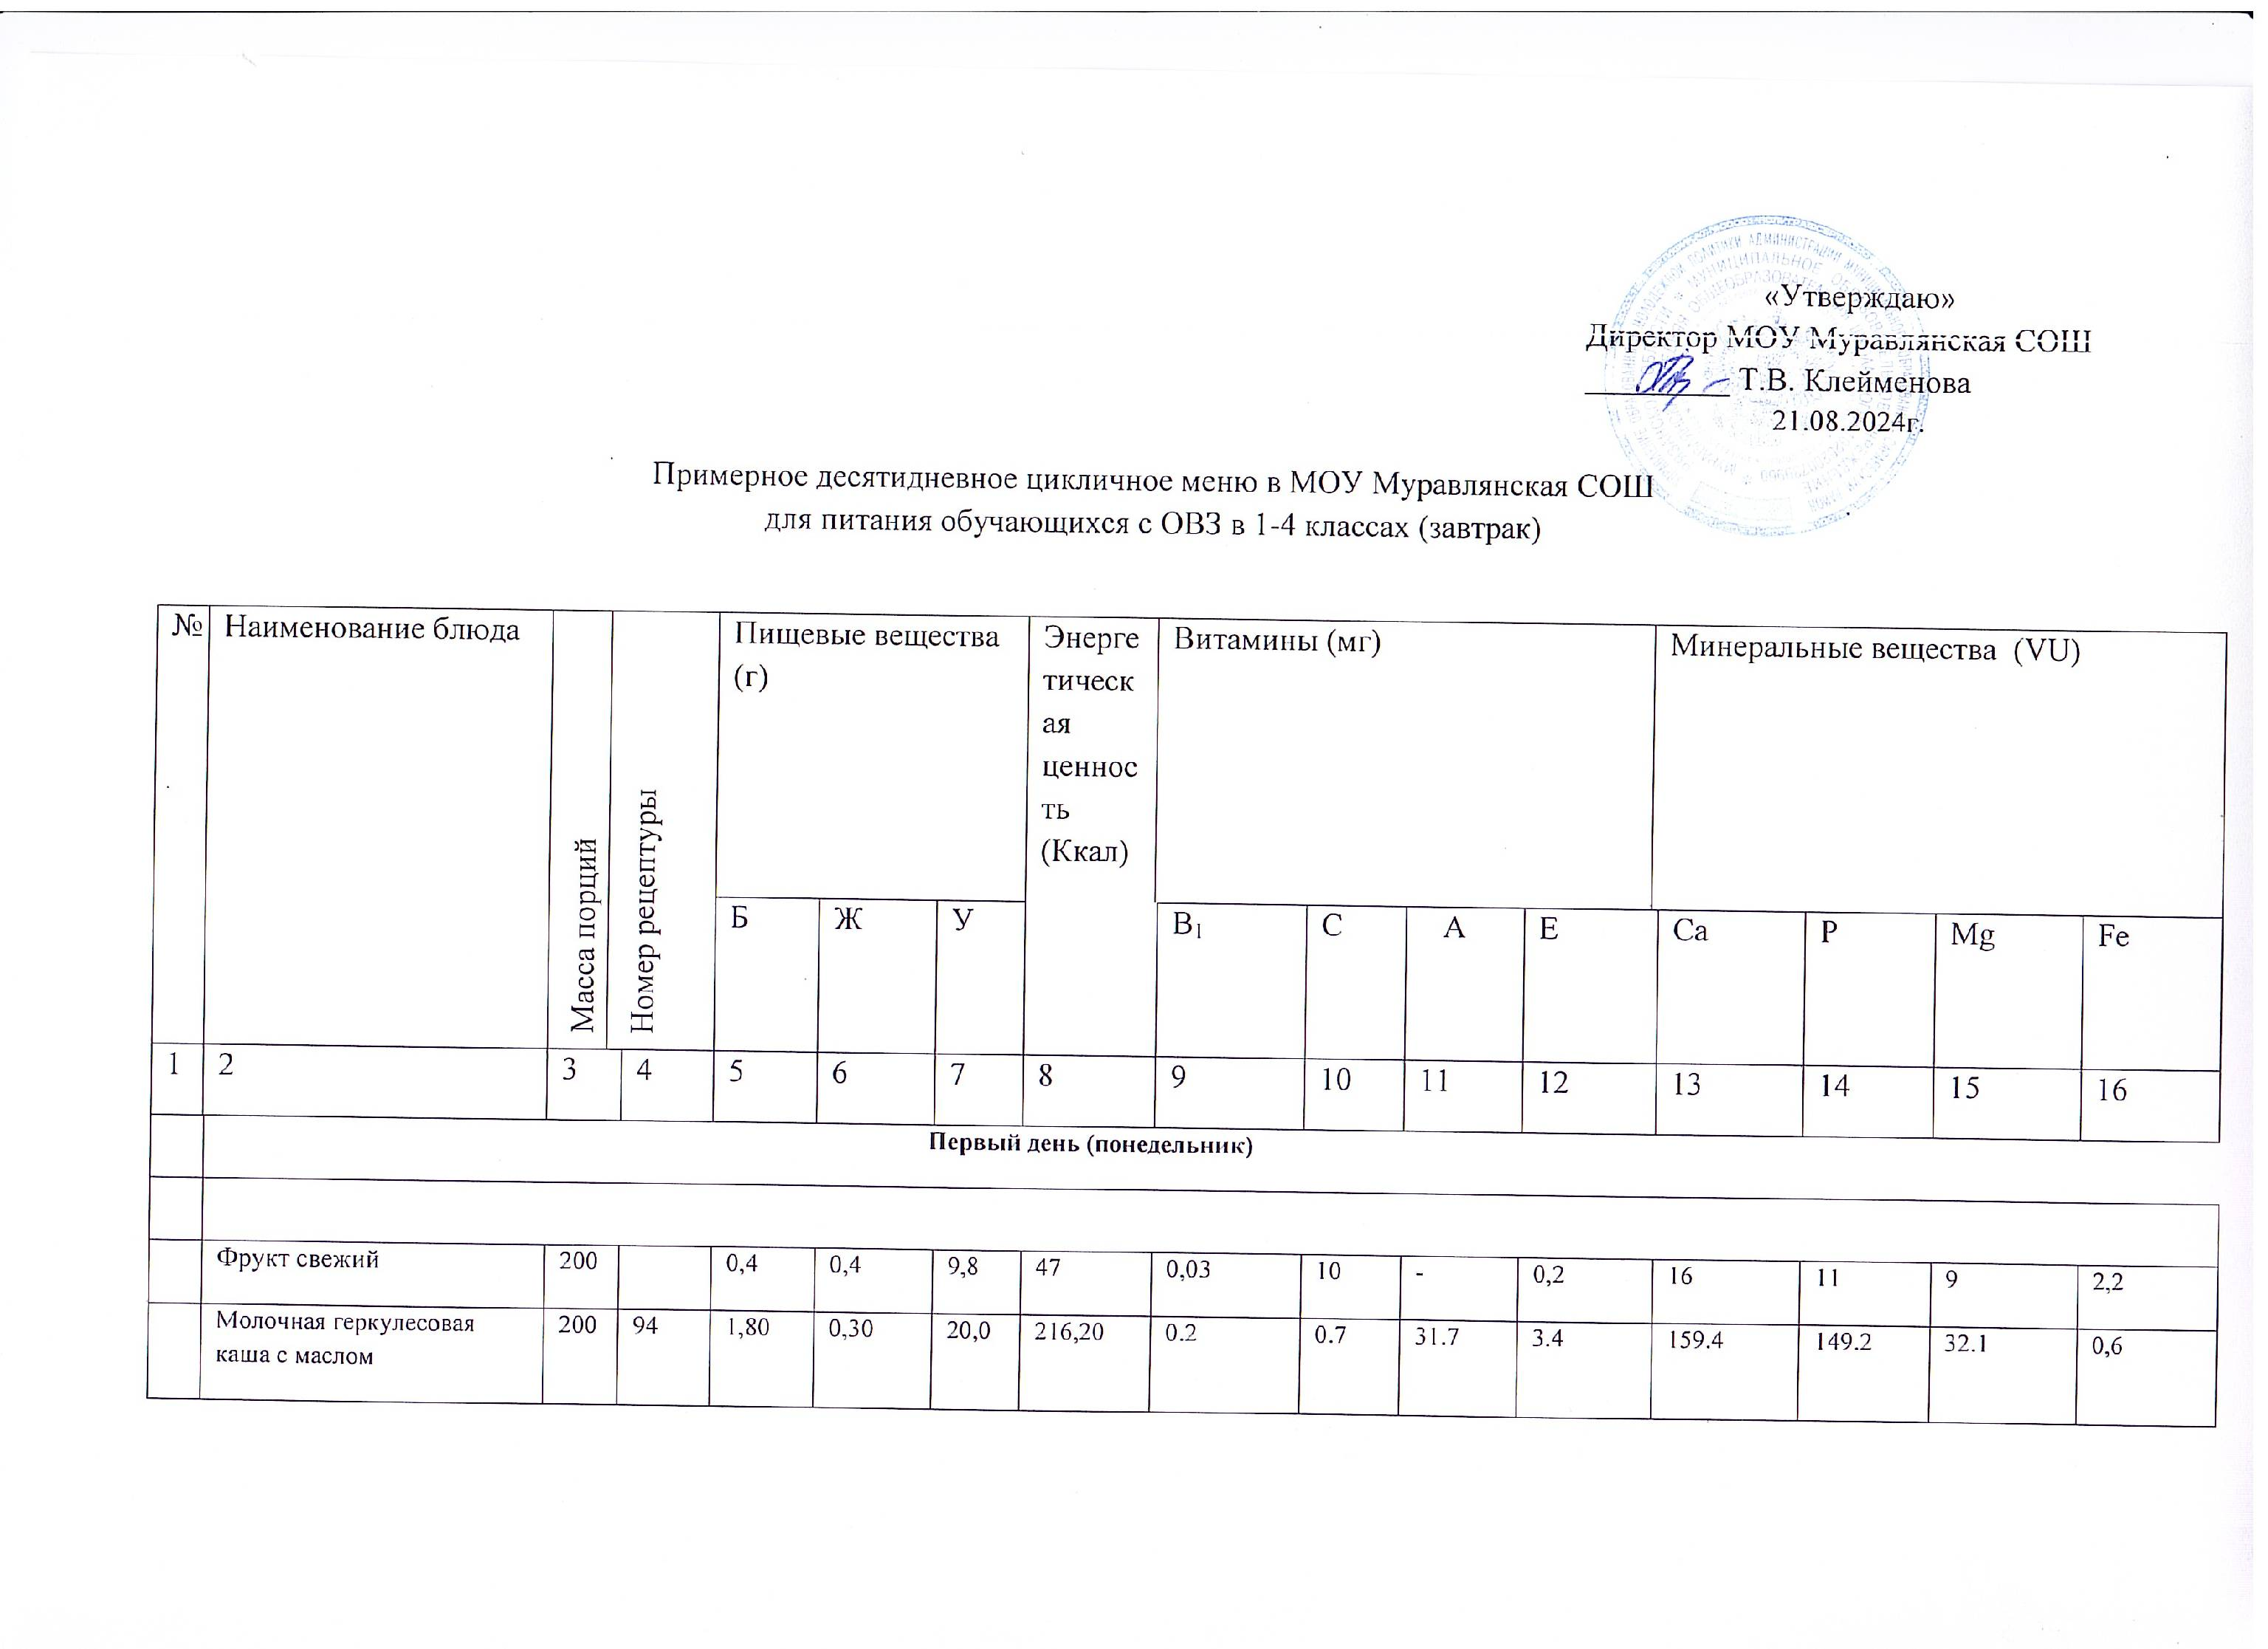 «Утверждаю»
Директор МОУ Муравлянская СОШ
Т.В. Клейменова
21.08.2024г.
Примерное десятидневное цикличное меню в МОУ Муравлянская СОШ
для питания обучающихся с ОВЗ в 1-4 классах (завтрак)
№ Наименование блюда Масса порций Номер рецептуры
Пищевые вещества
(г)
Энерге
тическ
ая
ценнос
ть
(Ккал)
Витамины (мг)
Минеральные вещества (VU)
Б Ж У B₁ C A E Ca P Mg Fe
1 2 3 4 5 6 7 8 9 10 11 12 13 14 15 16
Первый день (понедельник)
Фрукт свежий 200 0,4 0,4 9,8 47 0,03 10 - 0,2 16 11 9 2,2
Молочная геркулесовая 200 94 1,80 0,30 20,0 216,20 0.2 0.7 31.7 3.4 159.4 149.2 32.1 0,6
каша с маслом